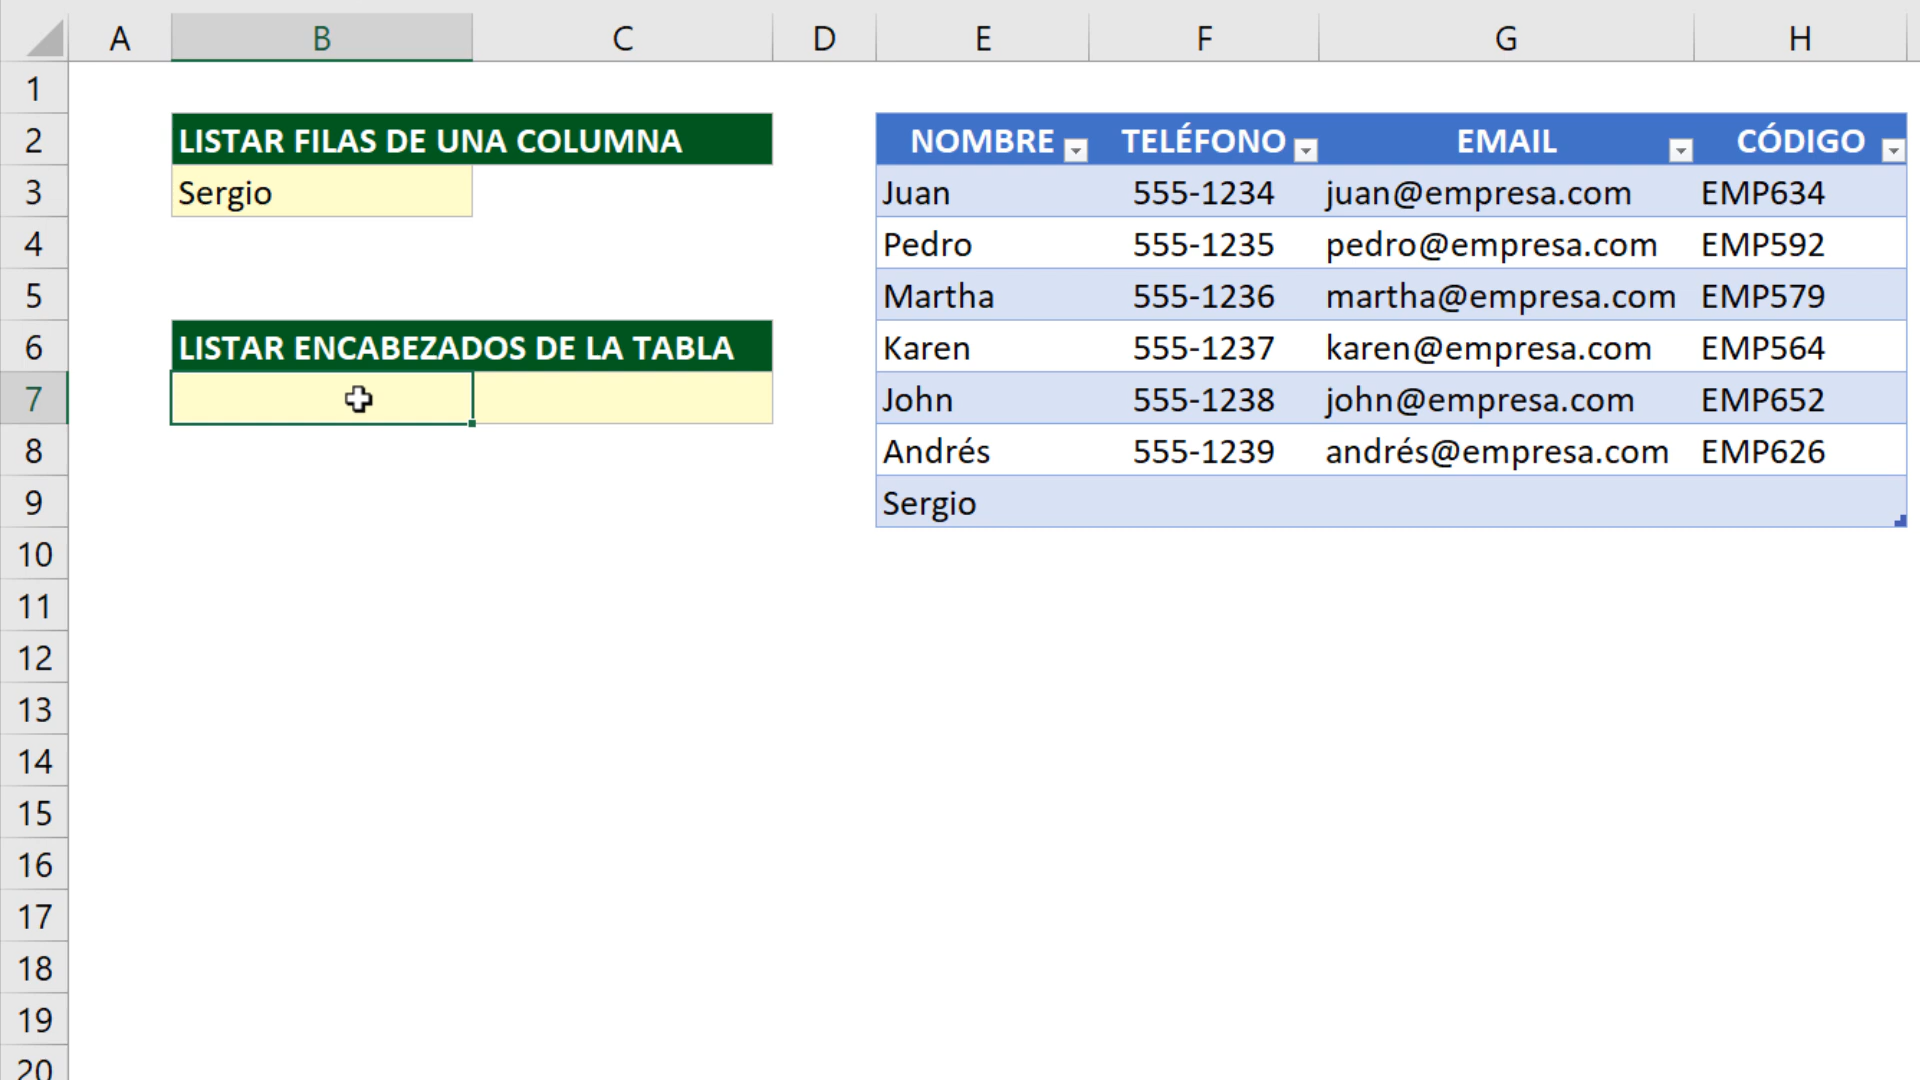 A B C D E F G H
1
2 LISTAR FILAS DE UNA COLUMNA NOMBRE TELÉFONO EMAIL CÓDIGO
3 Sergio Juan 555-1234 juan@empresa.com EMP634
4 Pedro 555-1235 pedro@empresa.com EMP592
5 Martha 555-1236 martha@empresa.com EMP579
6 LISTAR ENCABEZADOS DE LA TABLA Karen 555-1237 karen@empresa.com EMP564
7 John 555-1238 john@empresa.com EMP652
8 Andrés 555-1239 andrés@empresa.com EMP626
9 Sergio
10
11
12
13
14
15
16
17
18
19
20